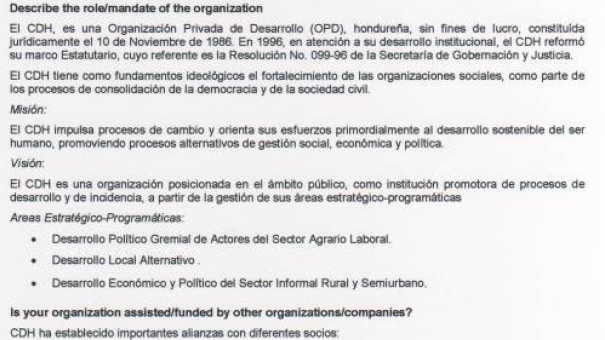 Describe the role/mandate of the organization
El CDH, es una Organización Privada de Desarrollo (OPD), hondureña, sin fines de lucro, constituída
jurídicamente el 10 de Noviembre de 1986. En 1996, en atención a su desarrollo institucional, el CDH reformó
su marco Estatutario, cuyo referente es la Resolución No. 099-96 de la Secretaría de Gobernación y Justicia.
El CDH tiene como fundamentos ideológicos el fortalecimiento de las organizaciones sociales, como parte de
los procesos de consolidación de la democracia y de la sociedad civil.
Misión:
El CDH impulsa procesos de cambio y orienta sus esfuerzos primordialmente al desarrollo sostenible del ser
humano, promoviendo procesos alternativos de gestión social, económica y política.
Visión:
El CDH es una organización posicionada en el ámbito público, como institución promotora de procesos de
desarrollo y de incidencia, a partir de la gestión de sus áreas estratégico-programáticas
Areas Estratégico-Programáticas:
• Desarrollo Político Gremial de Actores del Sector Agrario Laboral.
• Desarrollo Local Alternativo .
• Desarrollo Económico y Político del Sector Informal Rural y Semiurbano.
Is your organization assisted/funded by other organizations/companies?
CDH ha establecido importantes alianzas con diferentes socios: